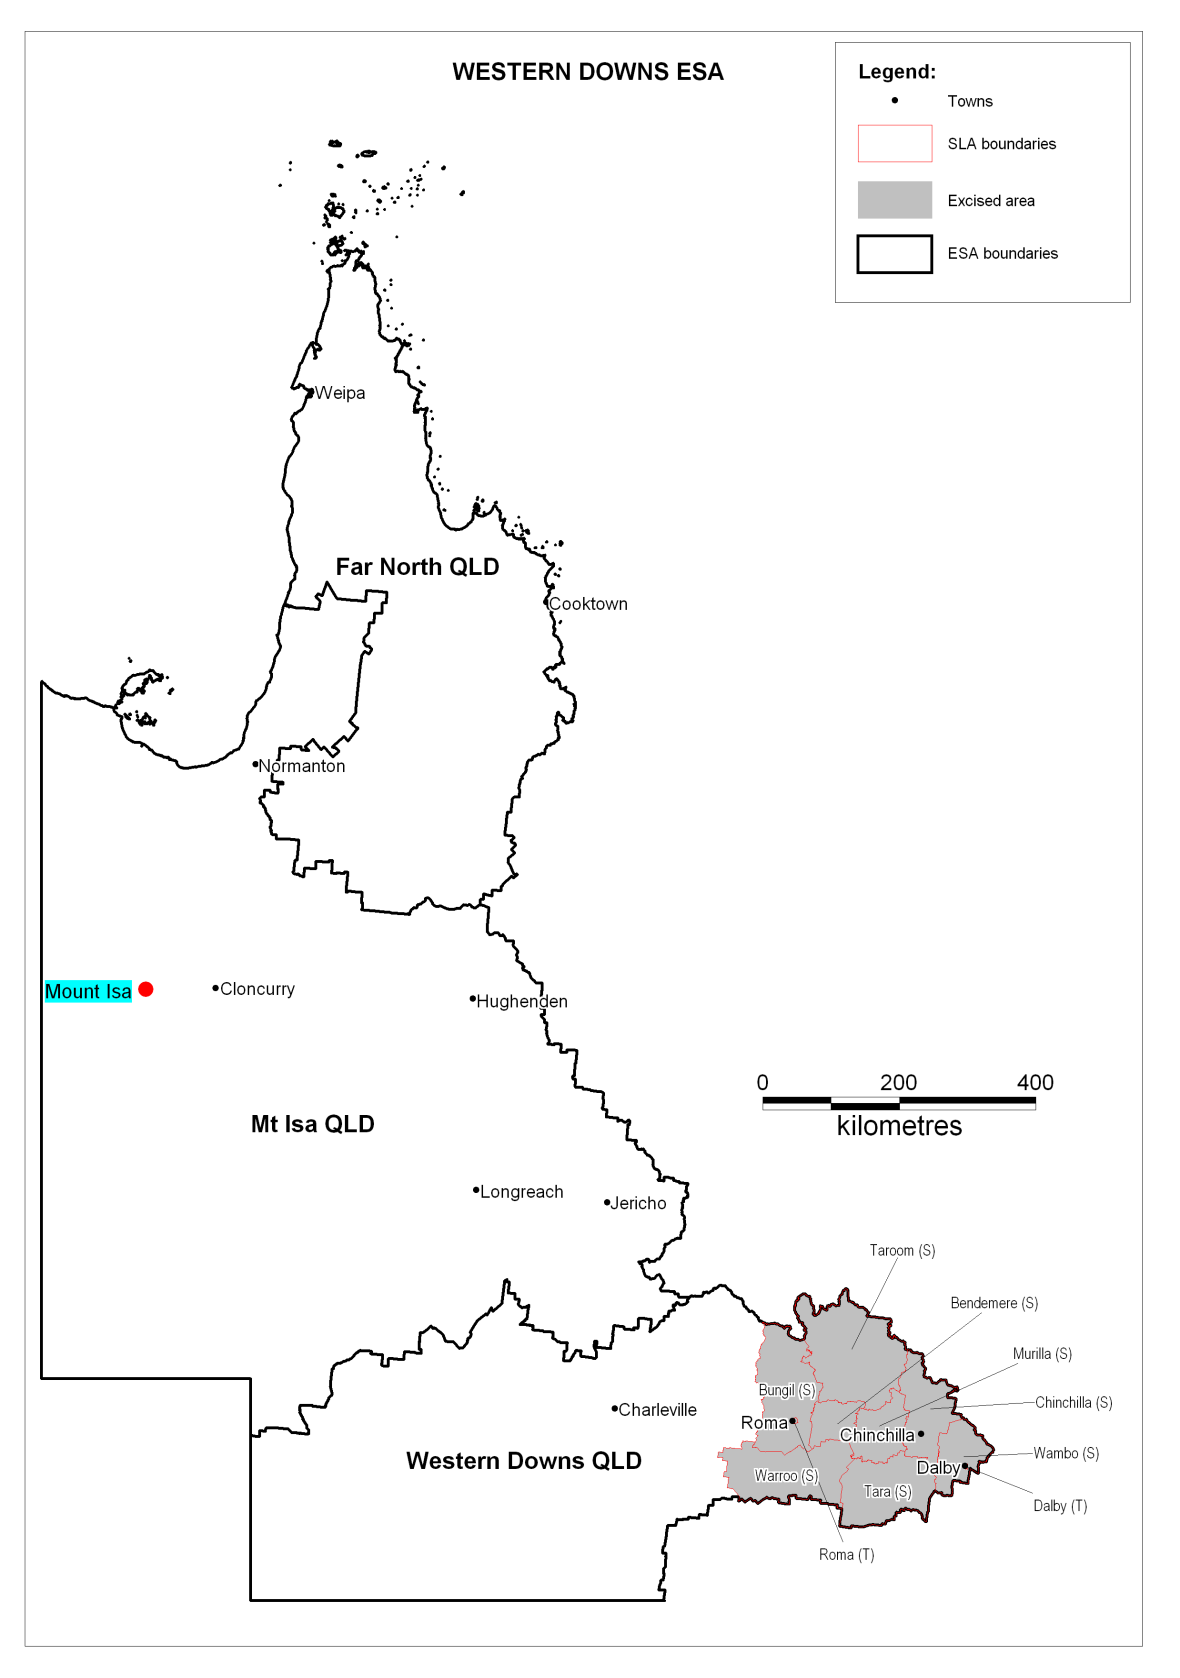 WESTERN DOWNS ESA
Legend:
Towns
SLA boundaries
Excised area
ESA boundaries
Weipa
Far North QLD
Cooktown
Normanton
Mount Isa
Cloncurry
Hughenden
0 200 400
kilometres
Mt Isa QLD
Longreach
Jericho
Taroom (S)
Bendemere (S)
Murilla (S)
Bungil (S)
Chinchilla (S)
Charleville
Roma
Chinchilla
Western Downs QLD
Wambo (S)
Dalby
Warroo (S)
Tara (S)
Dalby (T)
Roma (T)